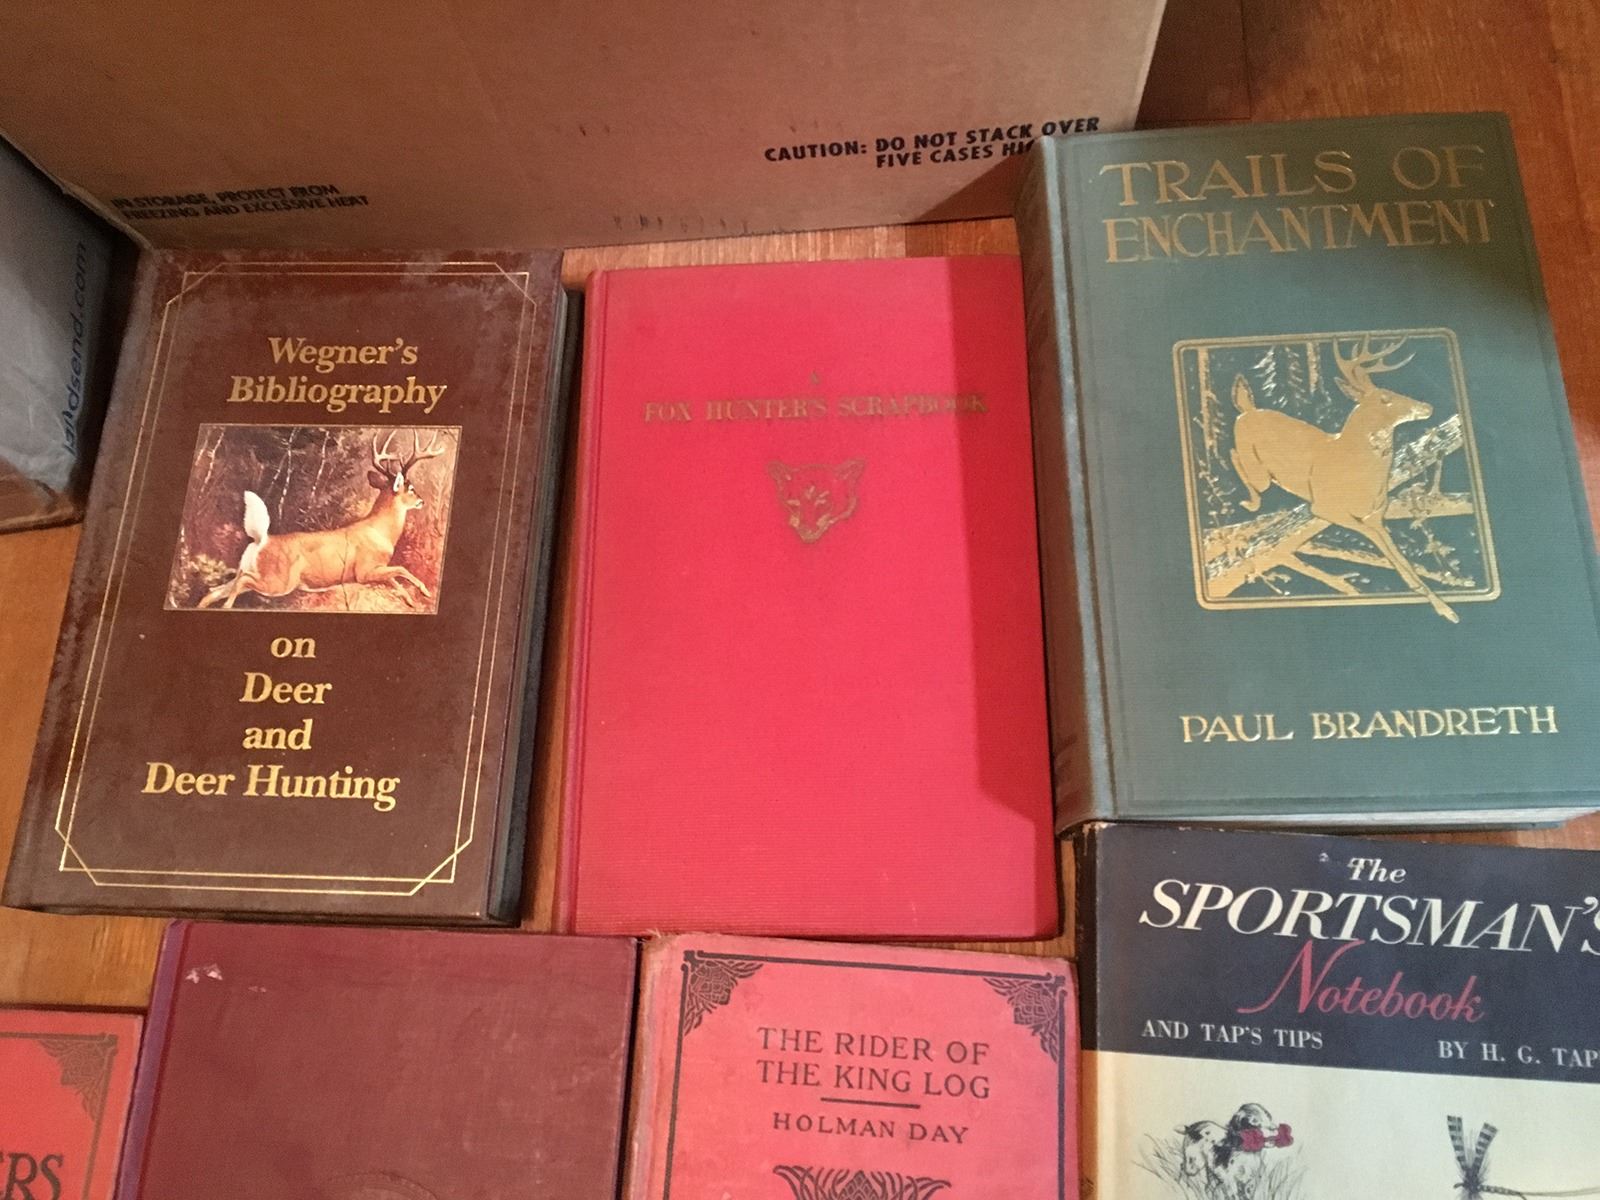 CAUTION: DO NOT STACK OVER
FIVE CASES
IN STORAGE, PROTECT FROM
FREEZING AND EXCESSIVE HEAT
landsend.com
Wegner's
Bibliography
on
Deer
and
Deer Hunting
A
FOX HUNTER'S SCRAPBOOK
TRAILS OF
ENCHANTMENT
PAUL BRANDRETH
THE RIDER OF
THE KING LOG
HOLMAN DAY
The
SPORTSMAN'S
Notebook
AND TAP'S TIPS
BY H. G. TAP
ERS